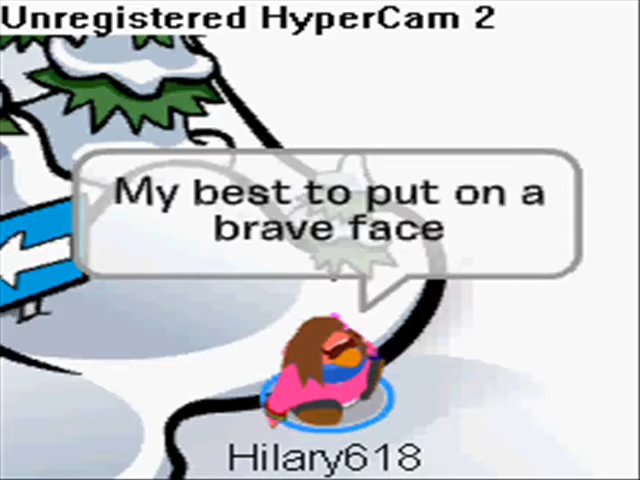 Unregistered HyperCam 2
My best to put on a
brave face
Hilary618